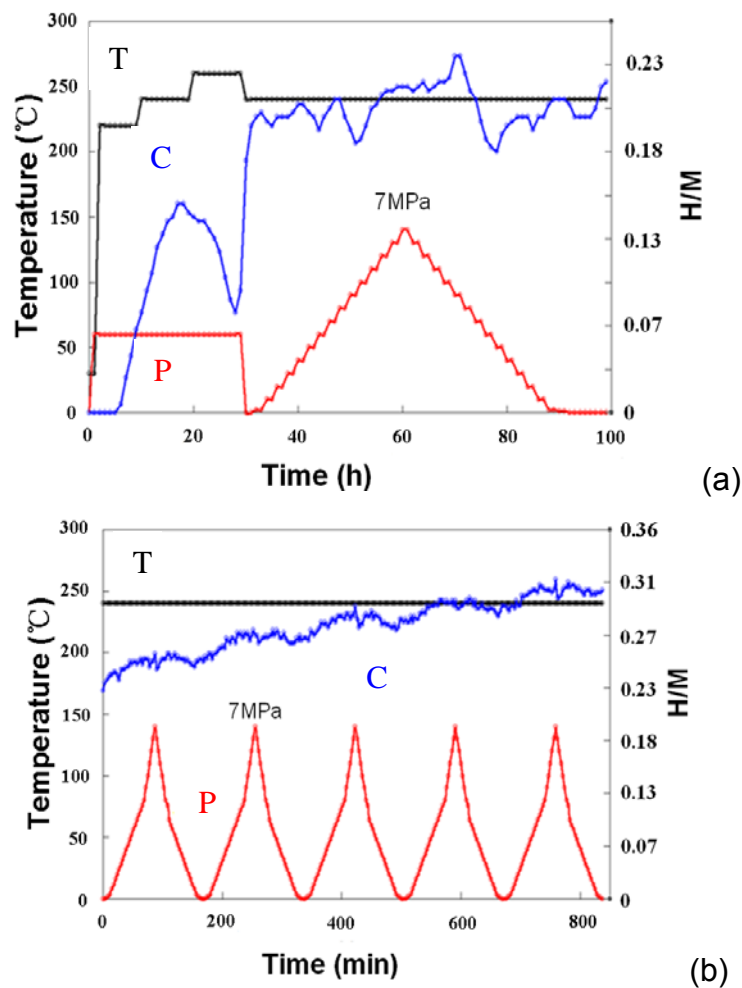 T
C
7MPa
P
Temperature (℃)
300
250
200
150
100
50
0
0.23
0.18
0.13
0.07
0
H/M
0 20 40 60 80 100
Time (h)
(a)
T
C
7MPa
P
Temperature (℃)
300
250
200
150
100
50
0
0.36
0.31
0.27
0.23
0.18
0.13
0.07
0
H/M
0 200 400 600 800
Time (min)
(b)